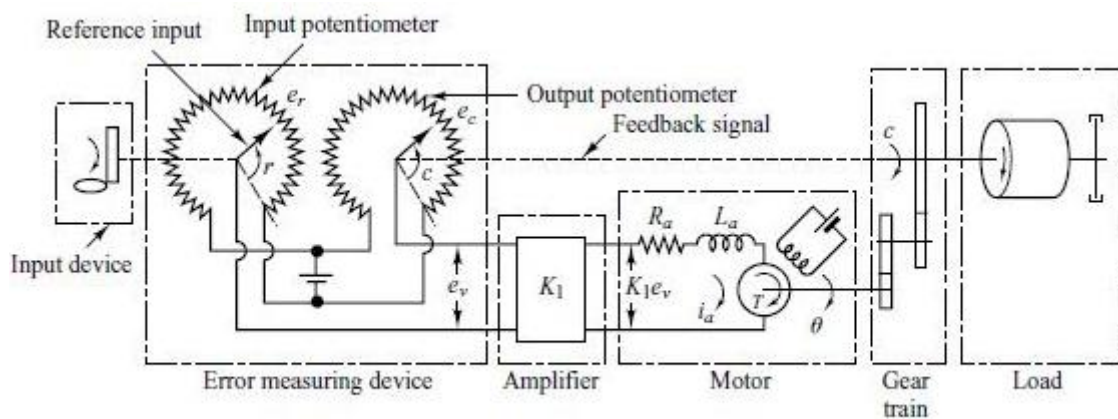 Reference input
Input potentiometer
e_r
e_c
Output potentiometer
Feedback signal
r
c
c
Input device
R_a
L_a
e_v
K_1
K_1e_v
i_a
T
θ
Error measuring device
Amplifier
Motor
Gear
train
Load